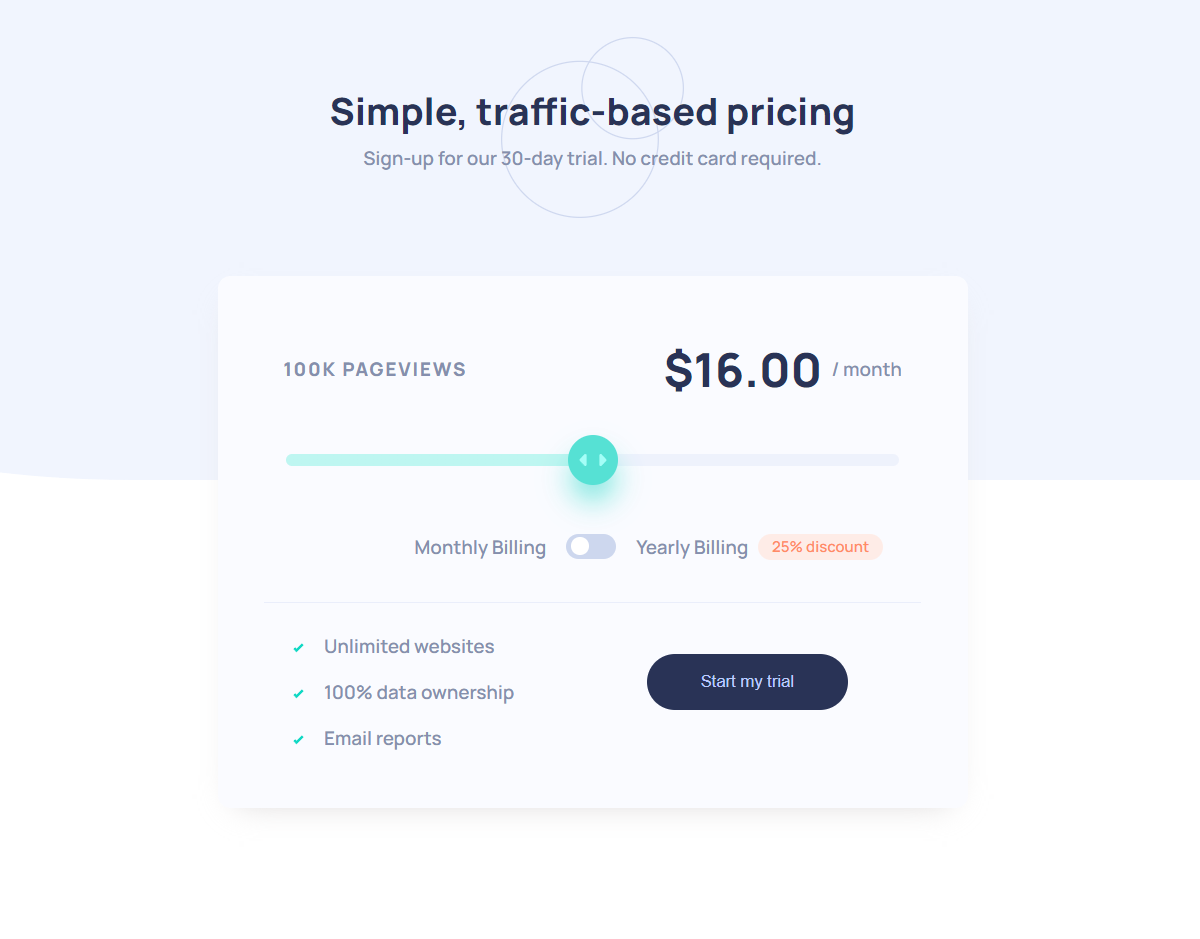 Simple, traffic-based pricing
Sign-up for our 30-day trial. No credit card required.
100K PAGEVIEWS
$16.00 / month
Monthly Billing
Yearly Billing
25% discount
Unlimited websites
100% data ownership
Email reports
Start my trial